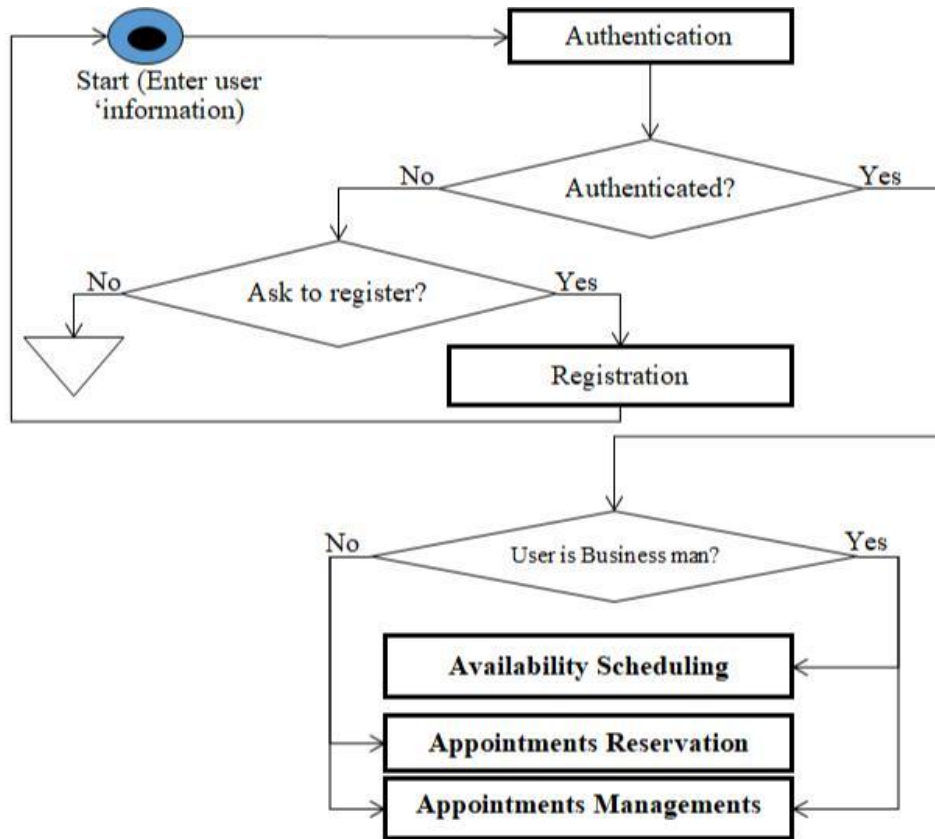 Authentication
Start (Enter user
‘information)
No
Authenticated?
Yes
No
Ask to register?
Yes
Registration
No
User is Business man?
Yes
Availability Scheduling
Appointments Reservation
Appointments Managements